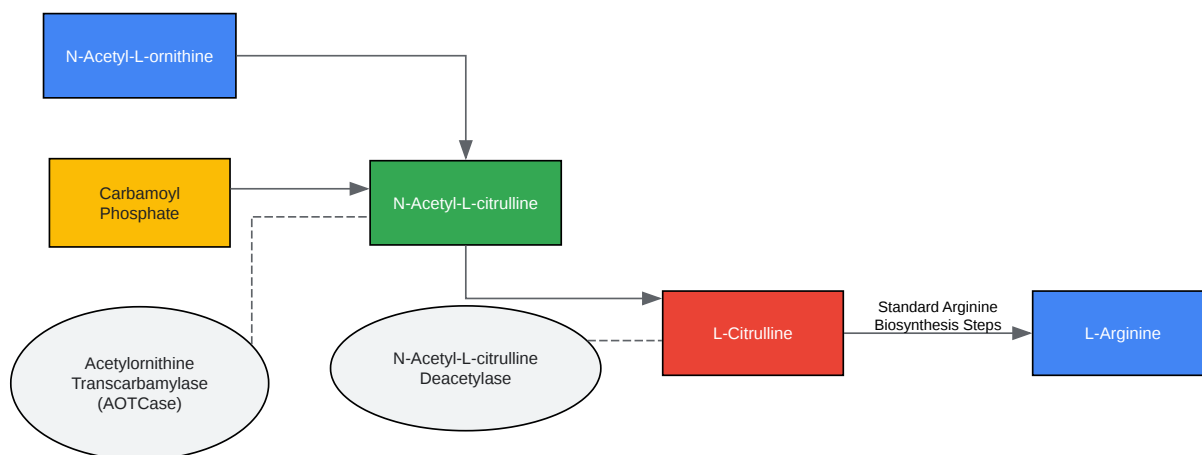 N-Acetyl-L-ornithine
Carbamoyl
Phosphate
N-Acetyl-L-citrulline
Acetylornithine
Transcarbamylase
(AOTCase)
N-Acetyl-L-citrulline
Deacetylase
L-Citrulline
Standard Arginine
Biosynthesis Steps
L-Arginine